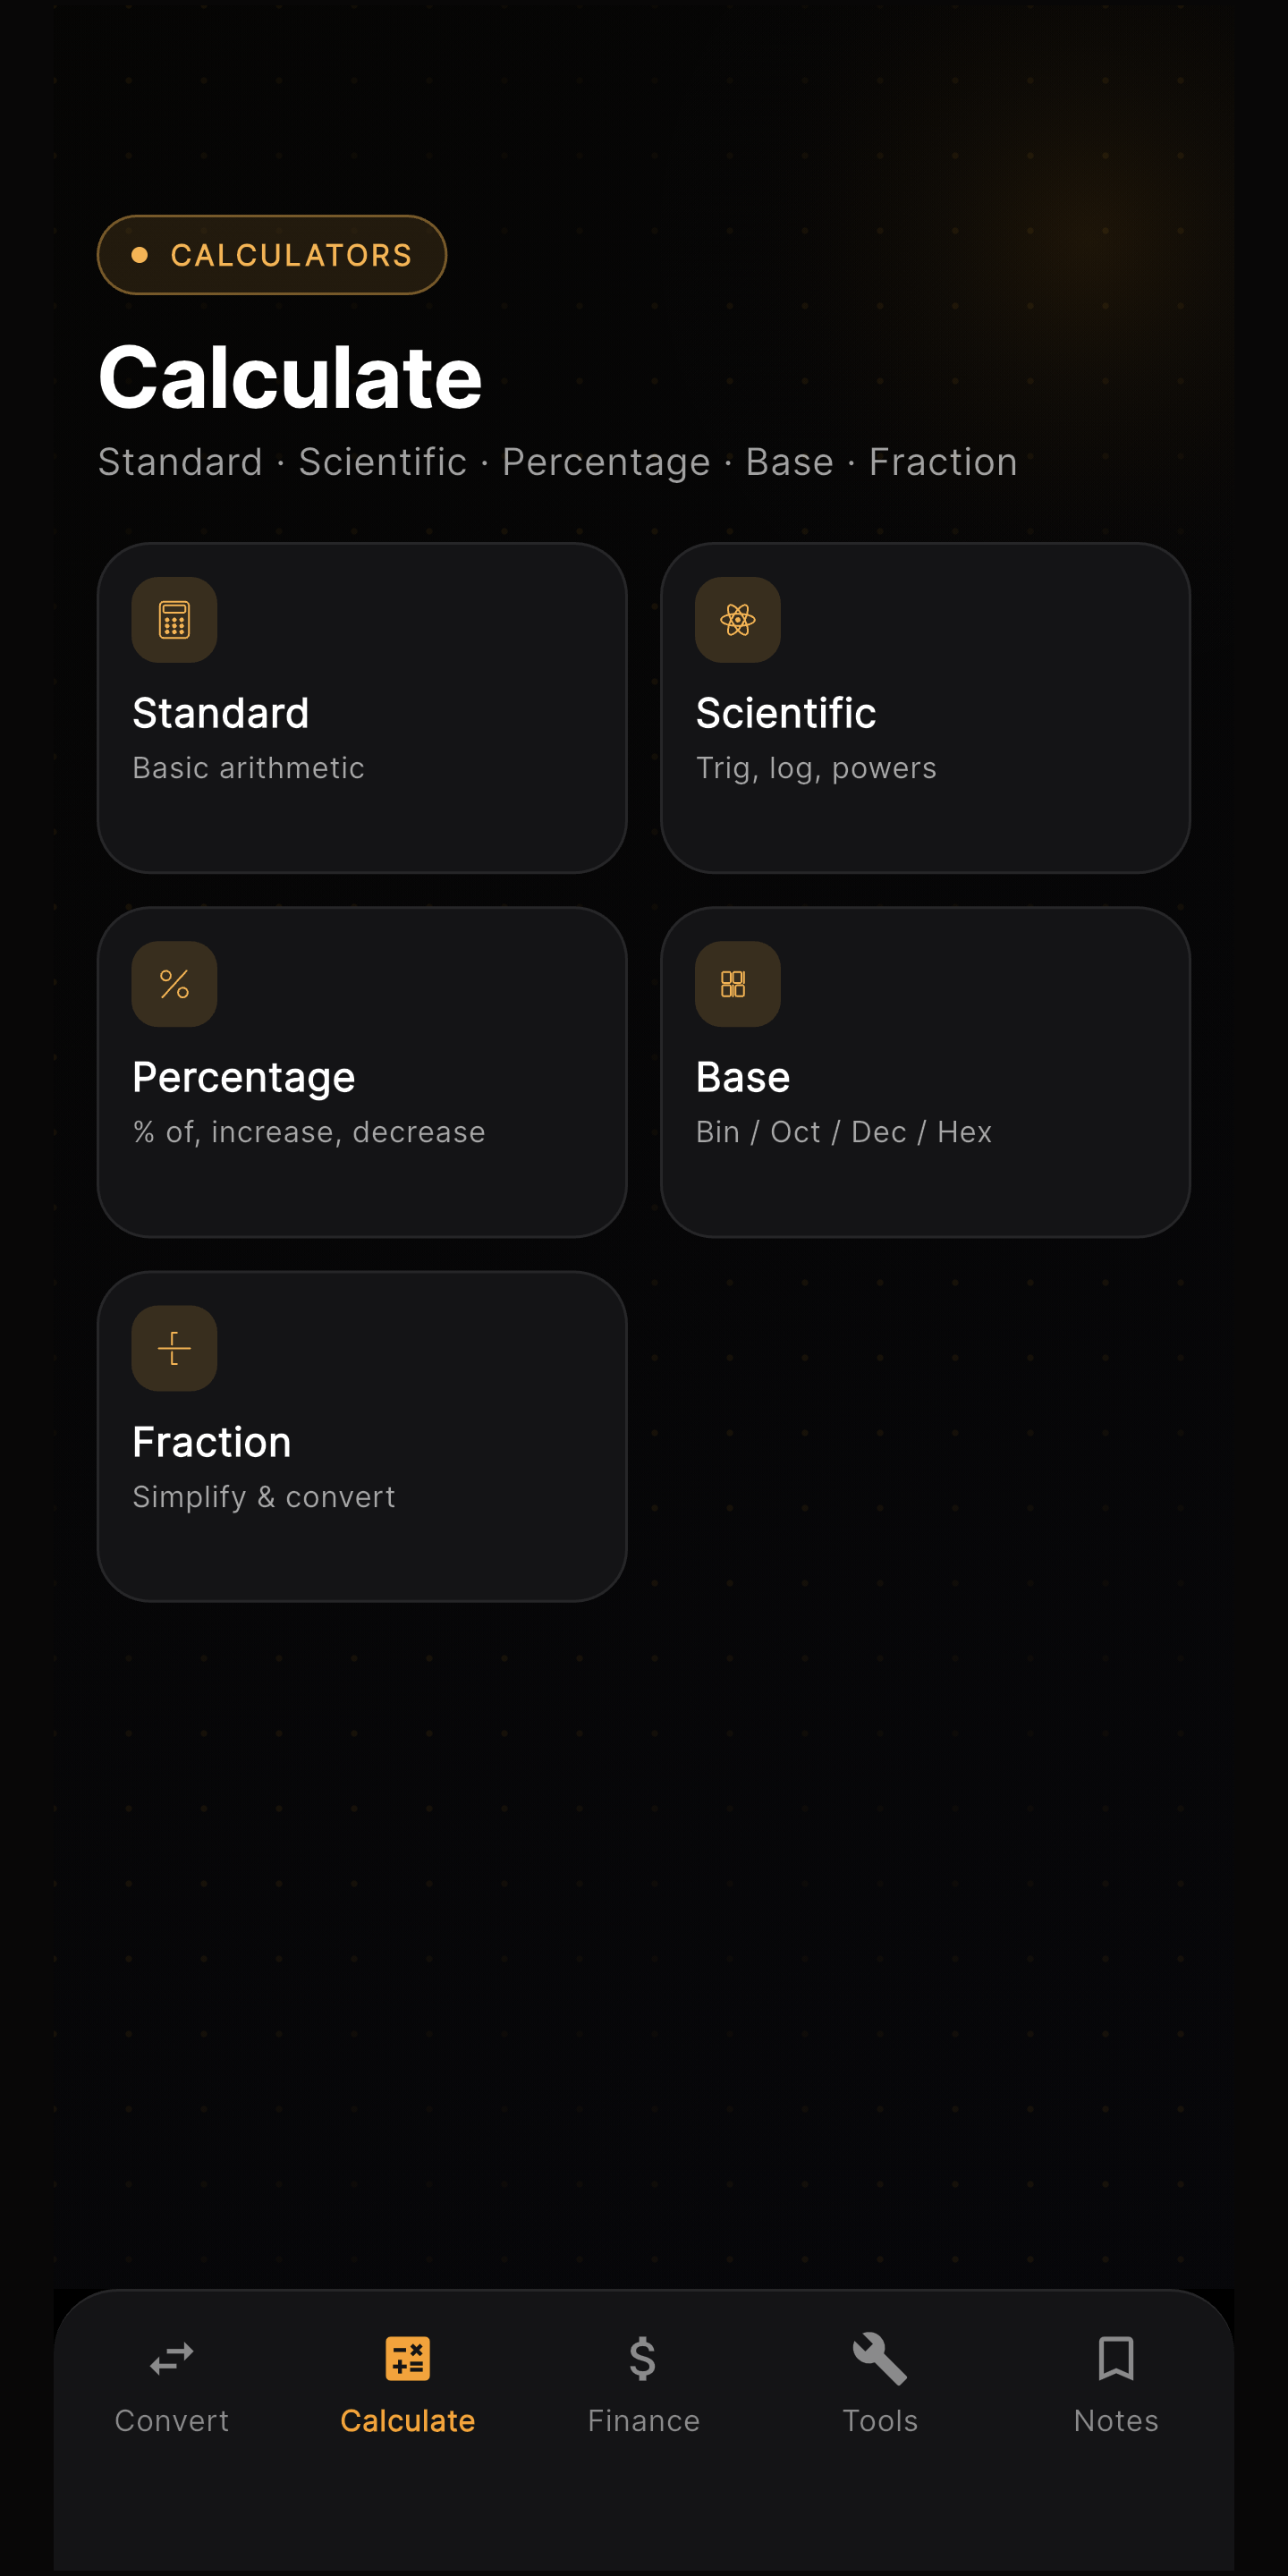 CALCULATORS
Calculate
Standard · Scientific · Percentage · Base · Fraction
Standard
Basic arithmetic
Scientific
Trig, log, powers
Percentage
% of, increase, decrease
Base
Bin / Oct / Dec / Hex
Fraction
Simplify & convert
Convert
Calculate
Finance
Tools
Notes